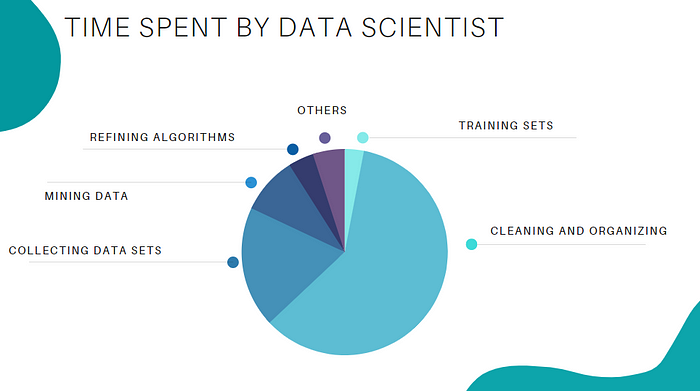 TIME SPENT BY DATA SCIENTIST
OTHERS
TRAINING SETS
REFINING ALGORITHMS
MINING DATA
CLEANING AND ORGANIZING
COLLECTING DATA SETS